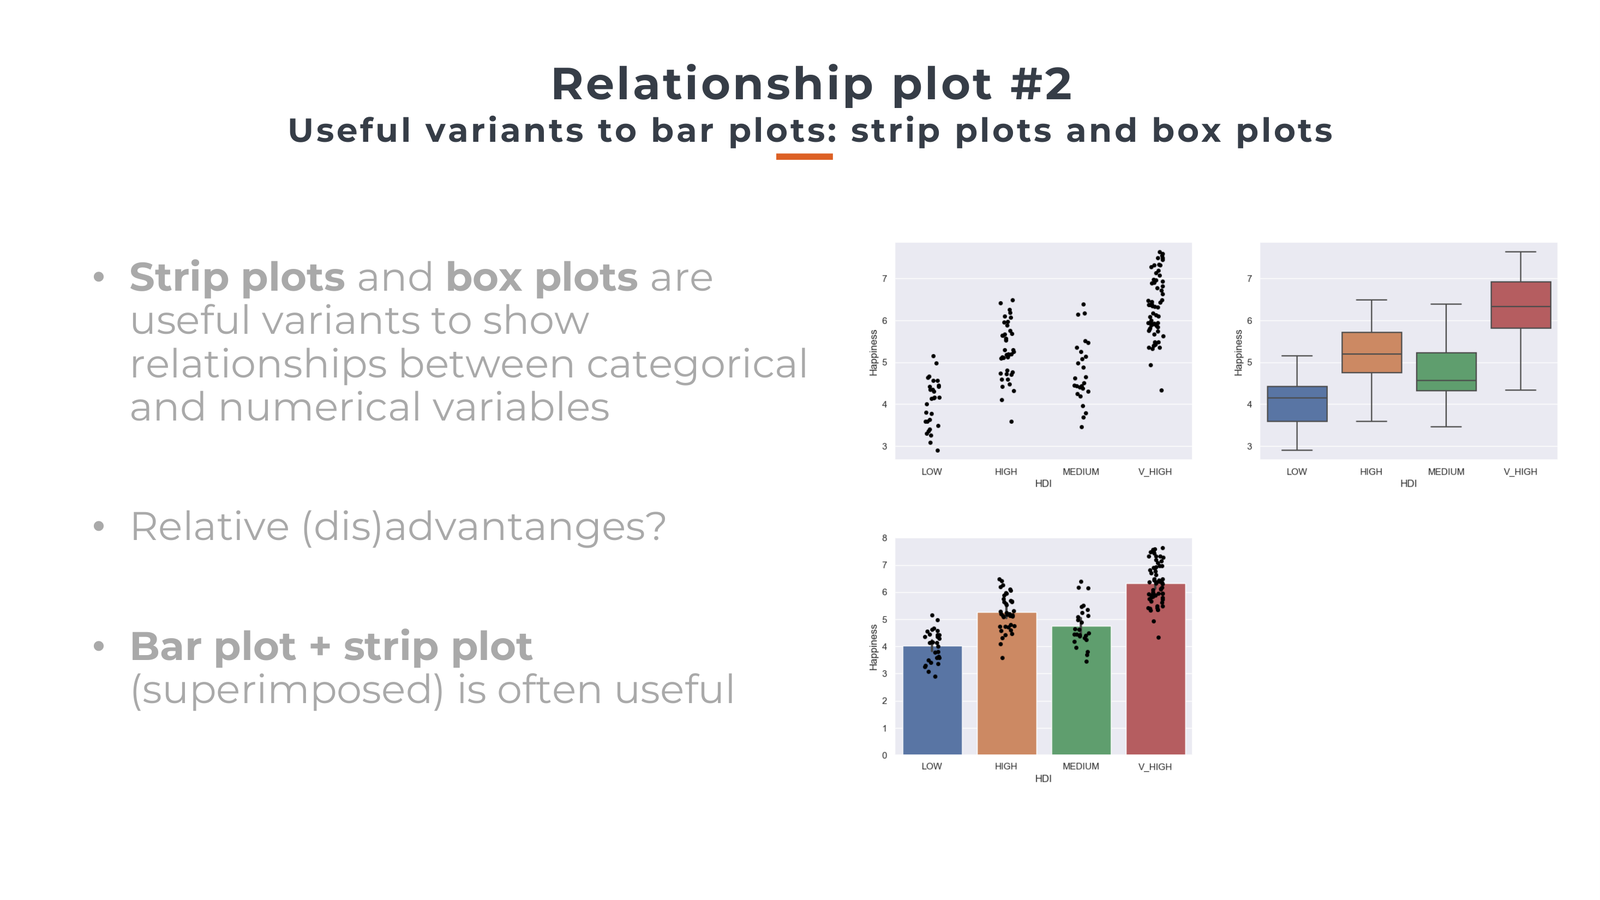 Relationship plot #2
Useful variants to bar plots: strip plots and box plots
• Strip plots and box plots are
useful variants to show
relationships between categorical
and numerical variables
• Relative (dis)advantanges?
• Bar plot + strip plot
(superimposed) is often useful
7
6
5
4
3
Happiness
LOW HIGH MEDIUM V_HIGH
HDI
7
6
5
4
3
Happiness
LOW HIGH MEDIUM V_HIGH
HDI
8
7
6
5
4
3
2
1
0
Happiness
LOW HIGH MEDIUM V_HIGH
HDI